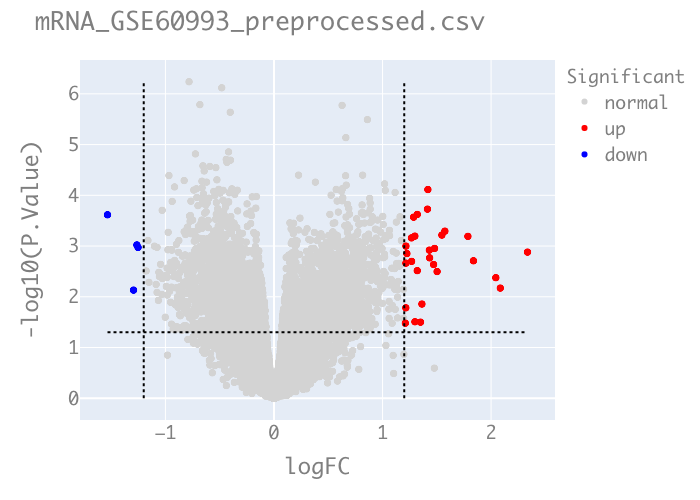 mRNA_GSE60993_preprocessed.csv
Significant
normal
up
down
-log10(P.Value)
6
5
4
3
2
1
0
−1
0
1
2
logFC